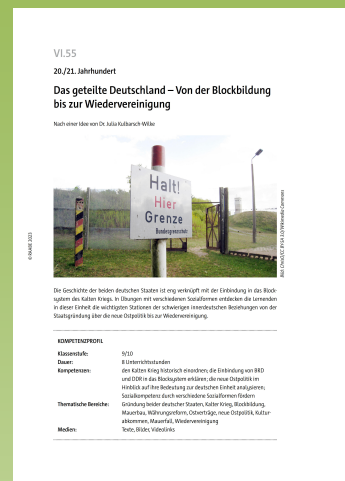 VI.55
20./21. Jahrhundert
Das geteilte Deutschland – Von der Blockbildung
bis zur Wiedervereinigung
Nach einer Idee von Dr. Julia Kulbarsch-Wilke
Halt!
Hier
Grenze
Bundesgrenzschutz
© RAABE 2023
Die Geschichte der beiden deutschen Staaten ist eng verknüpft mit der Einbindung in das Block-
system des Kalten Kriegs. In Übungen mit verschiedenen Sozialformen entdecken die Lernenden
in dieser Einheit die wichtigsten Stationen der schwierigen innerdeutschen Beziehungen von der
Staatsgründung über die neue Ostpolitik bis zur Wiedervereinigung.
KOMPETENZPROFIL
Klassenstufe: 9/10
Dauer: 8 Unterrichtsstunden
Kompetenzen: den Kalten Krieg historisch einordnen; die Einbindung von BRD
und DDR in das Blocksystem erklären; die neue Ostpolitik im
Hinblick auf ihre Bedeutung zur deutschen Einheit analysieren;
Sozialkompetenz durch verschiedene Sozialformen fördern
Thematische Bereiche: Gründung beider deutscher Staaten, Kalter Krieg, Blockbildung,
Mauerbau, Währungsreform, Ostverträge, neue Ostpolitik, Kultur-
abkommen, Mauerfall, Wiedervereinigung
Medien: Texte, Bilder, Videolinks